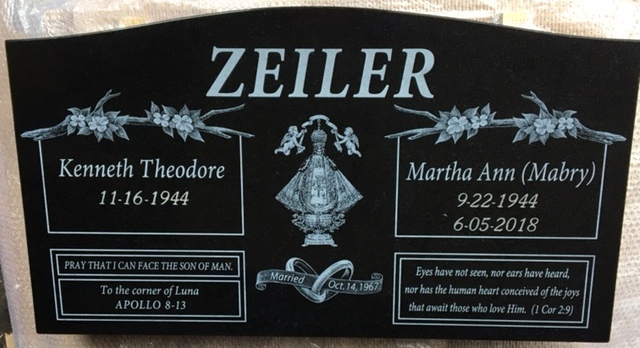 ZEILER
Kenneth Theodore
11-16-1944
Martha Ann (Mabry)
9-22-1944
6-05-2018
PRAY THAT I CAN FACE THE SON OF MAN.
To the corner of Luna
APOLLO 8-13
Married Oct. 14, 1967
Eyes have not seen, nor ears have heard,
nor has the human heart conceived of the joys
that await those who love Him. (1 Cor 2:9)